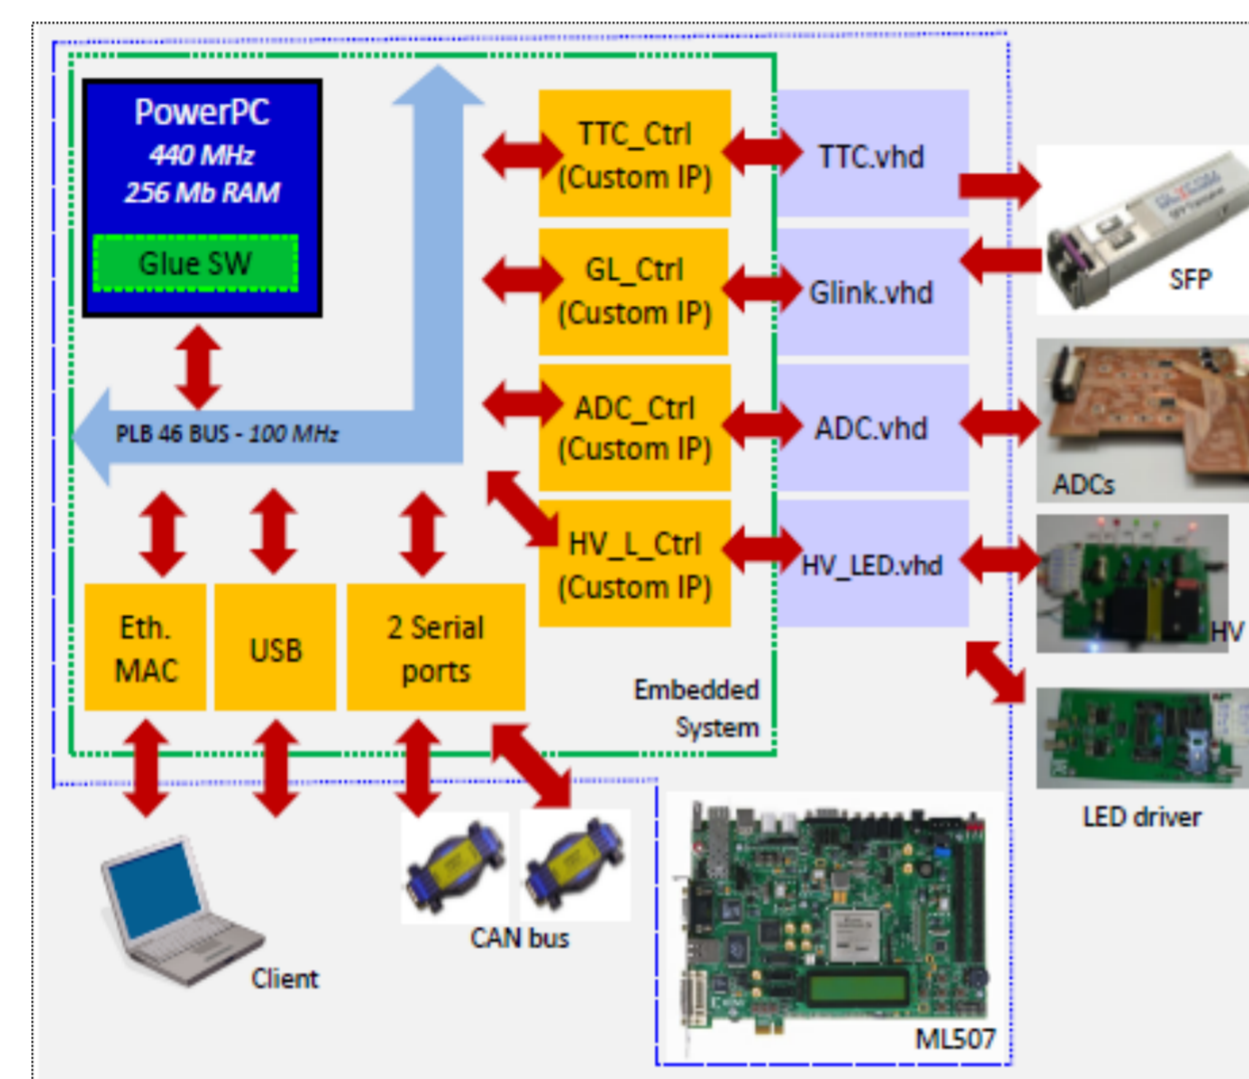 PowerPC
440 MHz
256 Mb RAM
Glue SW
PLB 46 BUS - 100 MHz
TTC_Ctrl
(Custom IP)
GL_Ctrl
(Custom IP)
ADC_Ctrl
(Custom IP)
HV_L_Ctrl
(Custom IP)
TTC.vhd
Glink.vhd
ADC.vhd
HV_LED.vhd
SFP
ADCs
HV
LED driver
Eth.
MAC
USB
2 Serial
ports
Embedded
System
Client
CAN bus
ML507